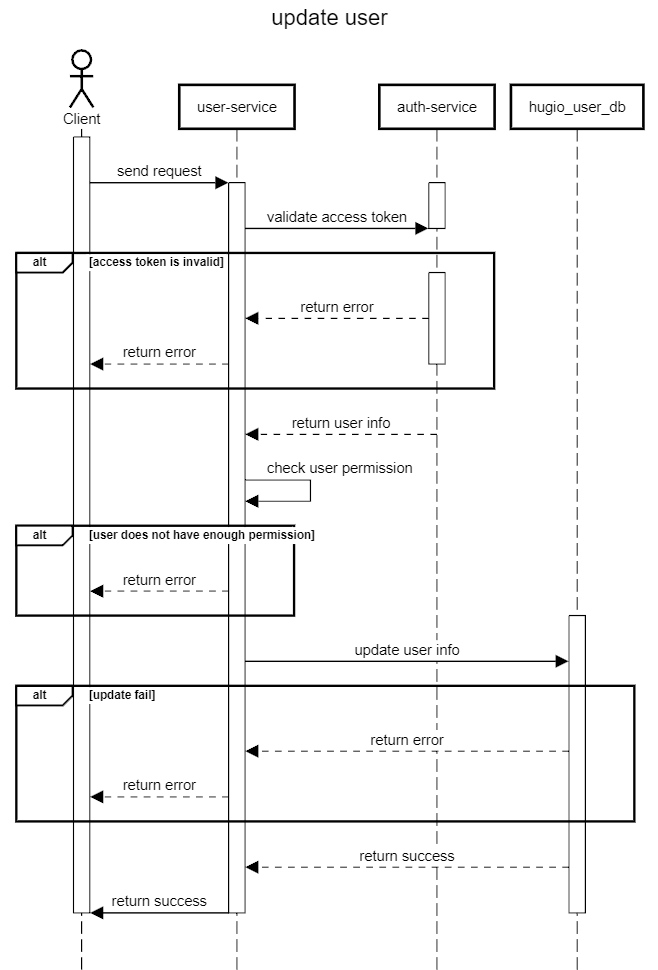 update user
Client
user-service
auth-service
hugio_user_db
send request
validate access token
alt
[access token is invalid]
return error
return error
return user info
check user permission
alt
[user does not have enough permission]
return error
update user info
alt
[update fail]
return error
return error
return success
return success